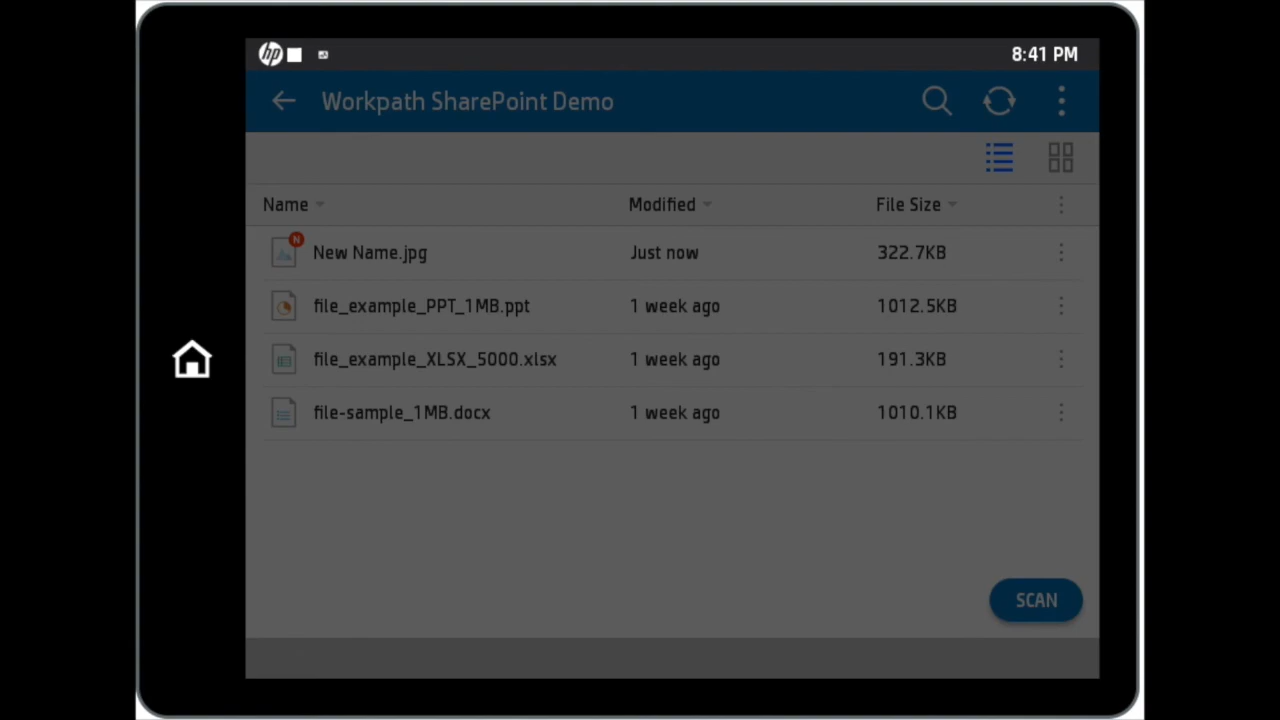 hp 8:41 PM
Workpath SharePoint Demo
Name Modified File Size
N
New Name.jpg Just now 322.7KB
file_example_PPT_1MB.ppt 1 week ago 1012.5KB
file_example_XLSX_5000.xlsx 1 week ago 191.3KB
file-sample_1MB.docx 1 week ago 1010.1KB
SCAN